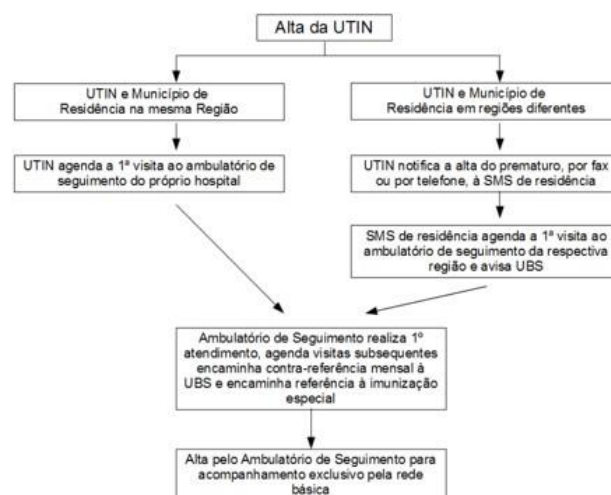 Alta da UTIN
UTIN e Município de
Residência na mesma Região
UTIN e Município de
Residência em regiões diferentes
UTIN agenda a 1ª visita ao ambulatório de
seguimento do próprio hospital
UTIN notifica a alta do prematuro, por fax
ou por telefone, à SMS de residência
SMS de residência agenda a 1ª visita ao
ambulatório de seguimento da respectiva
região e avisa UBS
Ambulatório de Seguimento realiza 1º
atendimento, agenda visitas subsequentes
encaminha contra-referência mensal à
UBS e encaminha referência à imunização
especial
Alta pelo Ambulatório de Seguimento para
acompanhamento exclusivo pela rede
básica